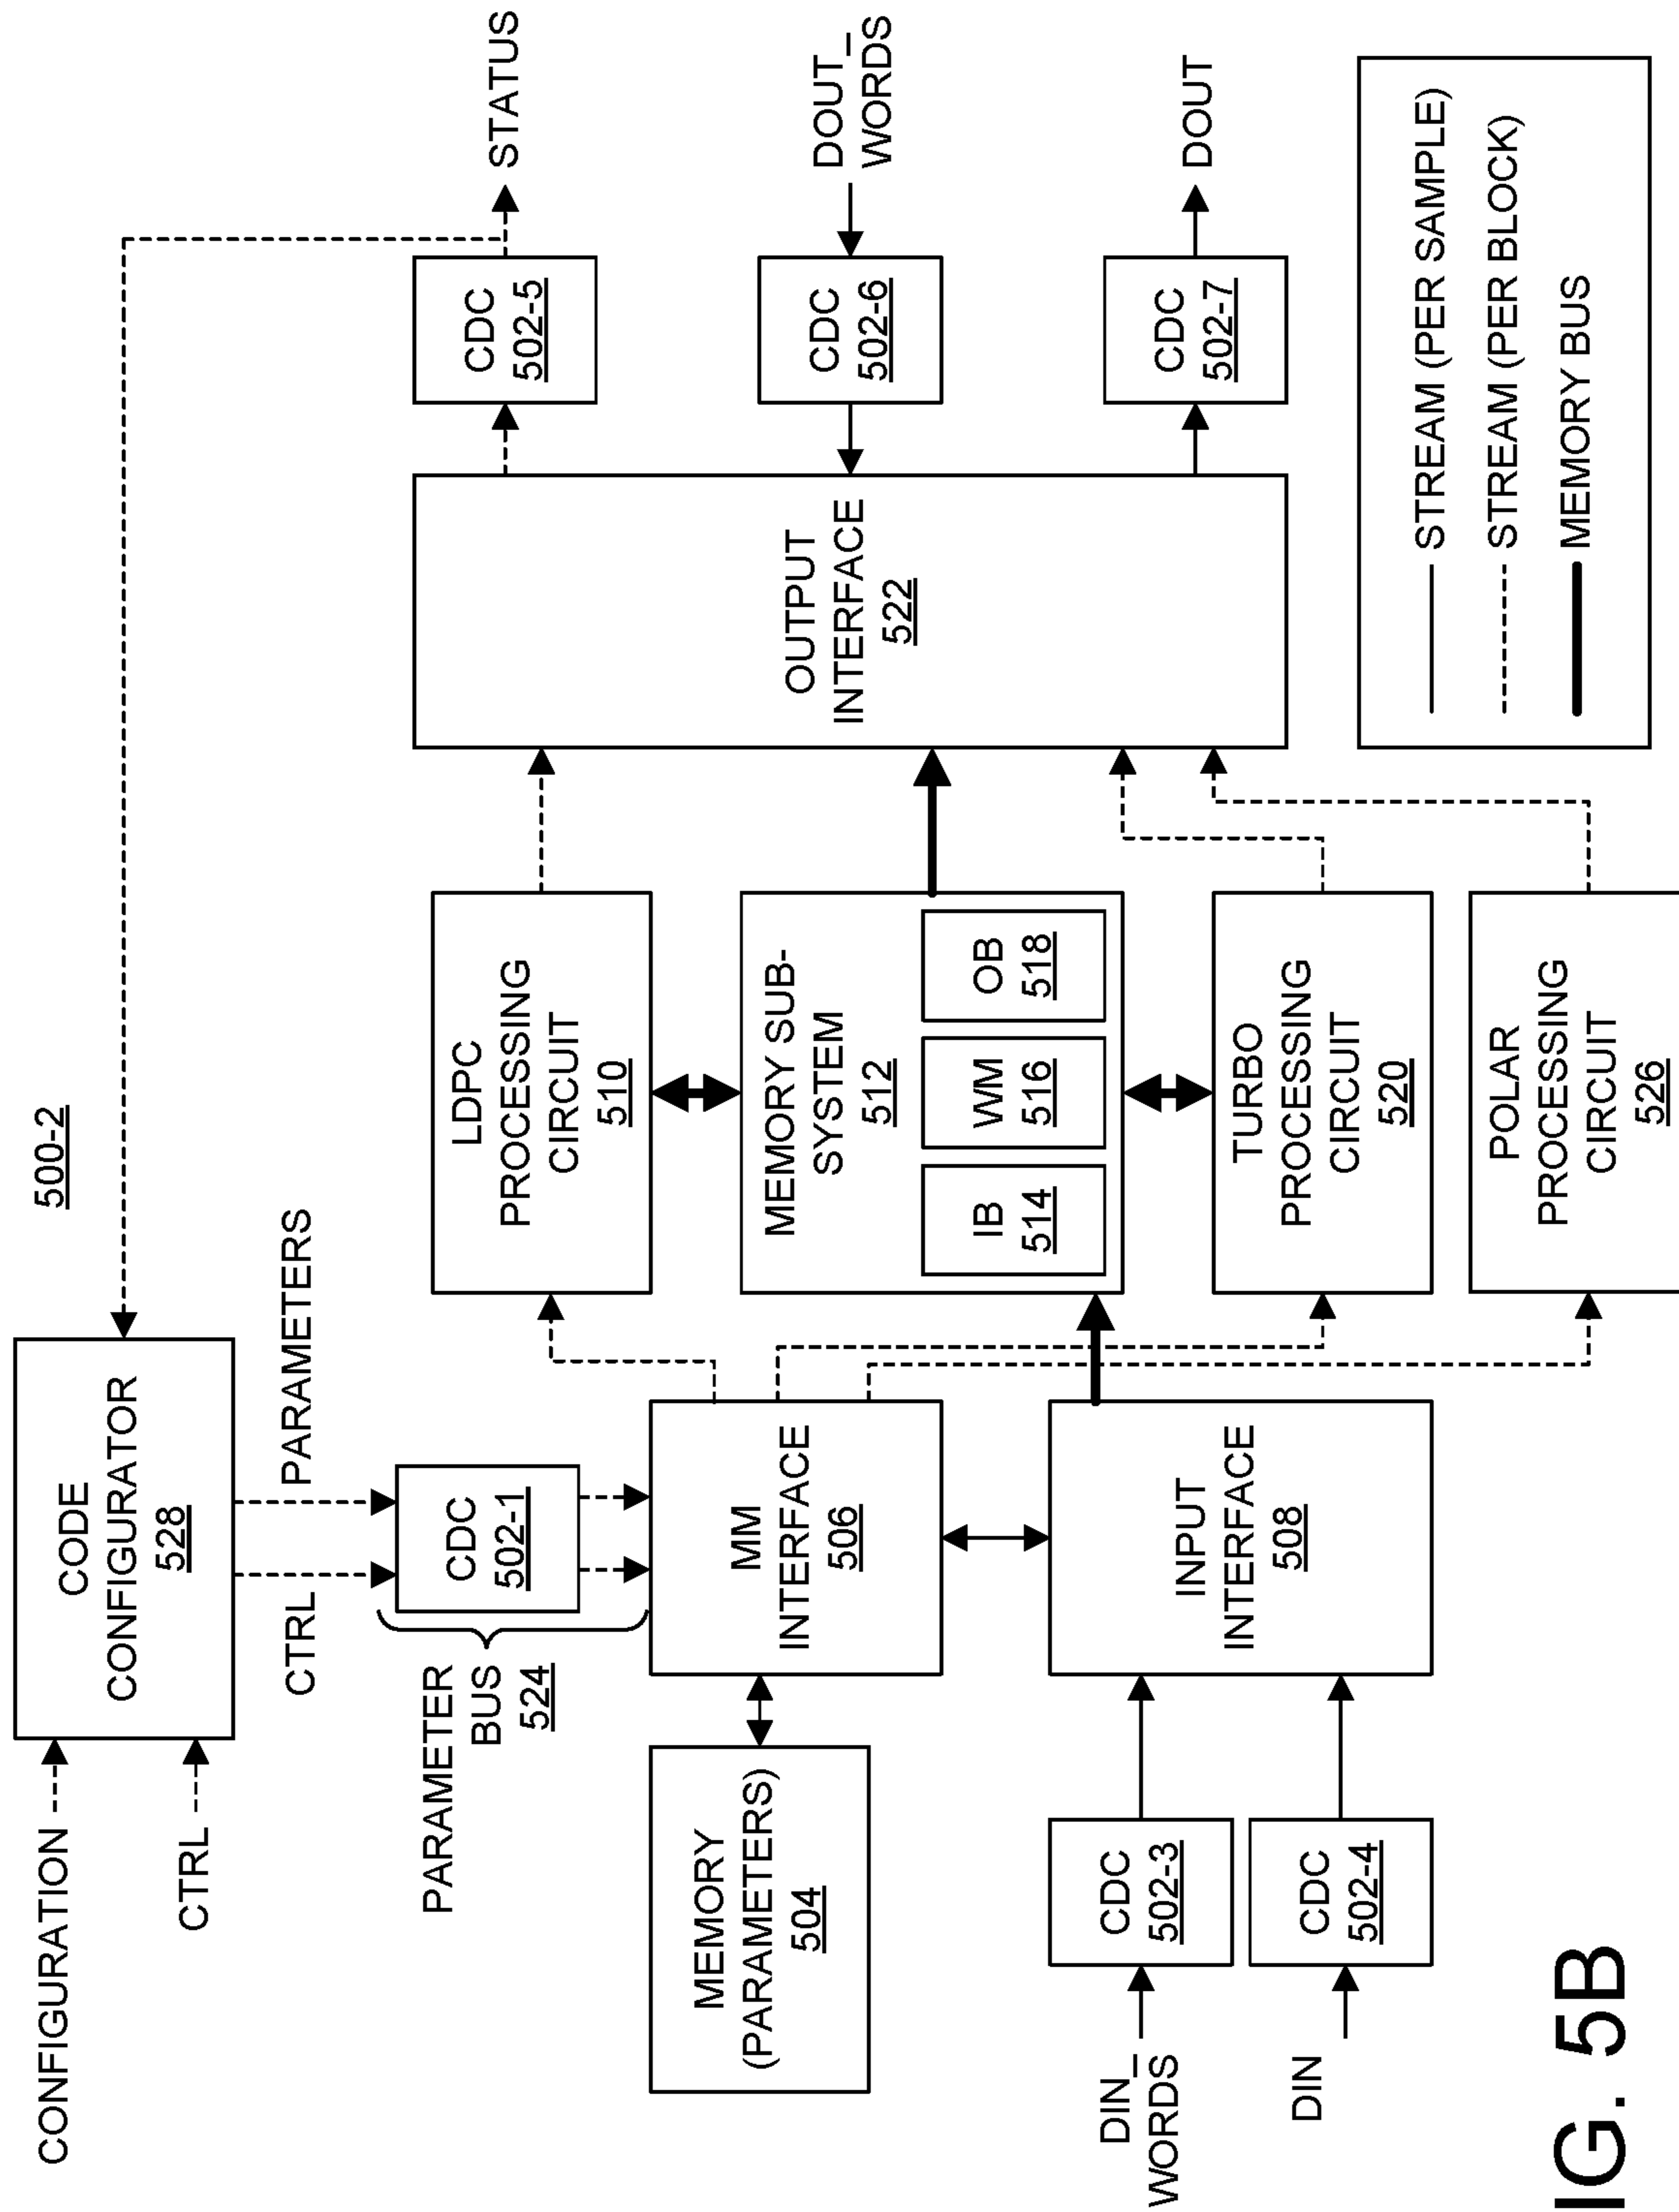 500-2
CONFIGURATION
CTRL
CODE
CONFIGURATOR
528
CTRL
PARAMETERS
PARAMETER
BUS
524
CDC
502-1
MEMORY
(PARAMETERS)
504
MM
INTERFACE
506
DIN_
WORDS
DIN
CDC
502-3
CDC
502-4
INPUT
INTERFACE
508
LDPC
PROCESSING
CIRCUIT
510
MEMORY SUB-
SYSTEM
512
IB
514
WM
516
OB
518
TURBO
PROCESSING
CIRCUIT
520
POLAR
PROCESSING
CIRCUIT
526
OUTPUT
INTERFACE
522
CDC
502-5
CDC
502-6
CDC
502-7
STATUS
DOUT_
WORDS
DOUT
STREAM (PER SAMPLE)
STREAM (PER BLOCK)
MEMORY BUS
IG. 5B